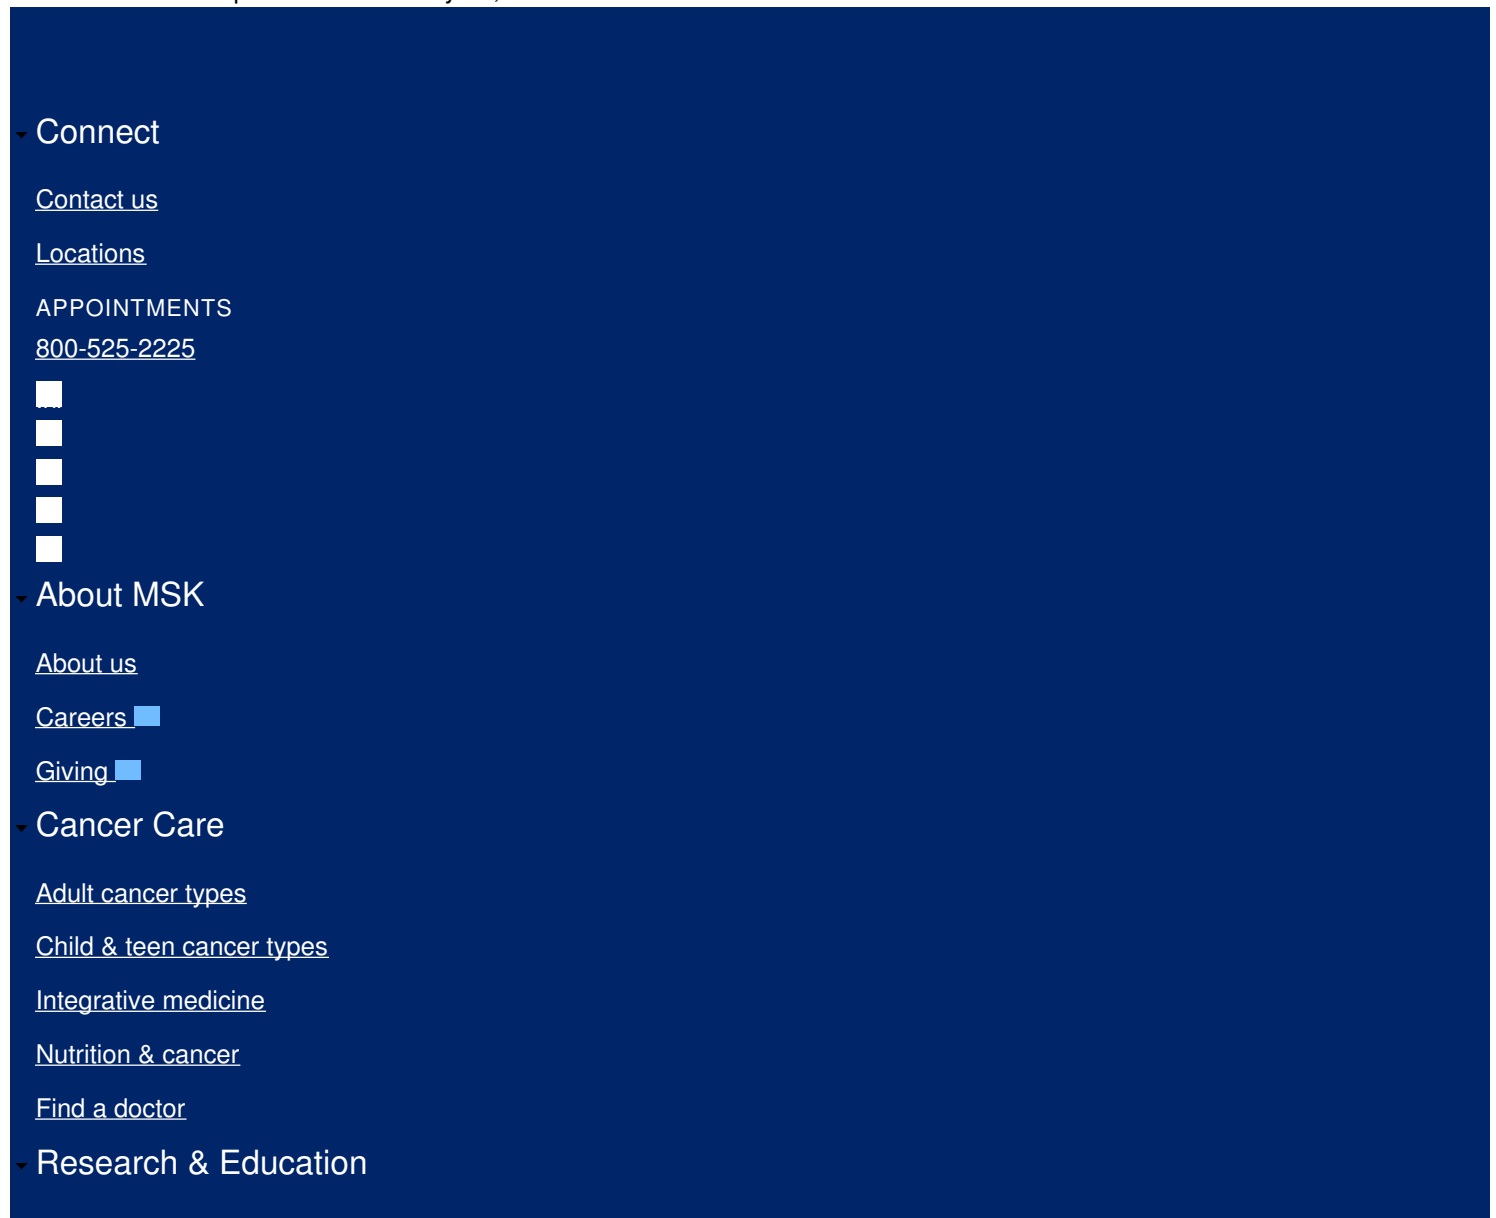 Connect
Contact us
Locations
APPOINTMENTS
800-525-2225
About MSK
About us
Careers
Giving
Cancer Care
Adult cancer types
Child & teen cancer types
Integrative medicine
Nutrition & cancer
Find a doctor
Research & Education